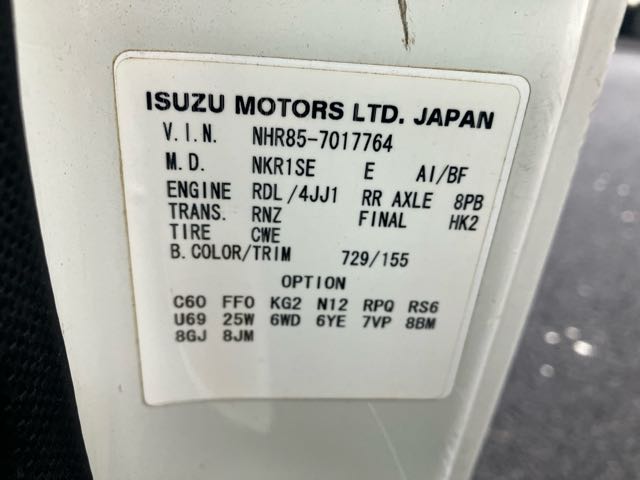 ISUZU MOTORS LTD. JAPAN
V.I.N. NHR85-7017764
M.D. NKR1SE E AI/BF
ENGINE RDL/4JJ1 RR AXLE 8PB
TRANS. RNZ FINAL HK2
TIRE CWE
B.COLOR/TRIM 729/155
OPTION
C60 FF0 KG2 N12 RPQ RS6
U69 25W 6WD 6YE 7VP 8BM
8GJ 8JM